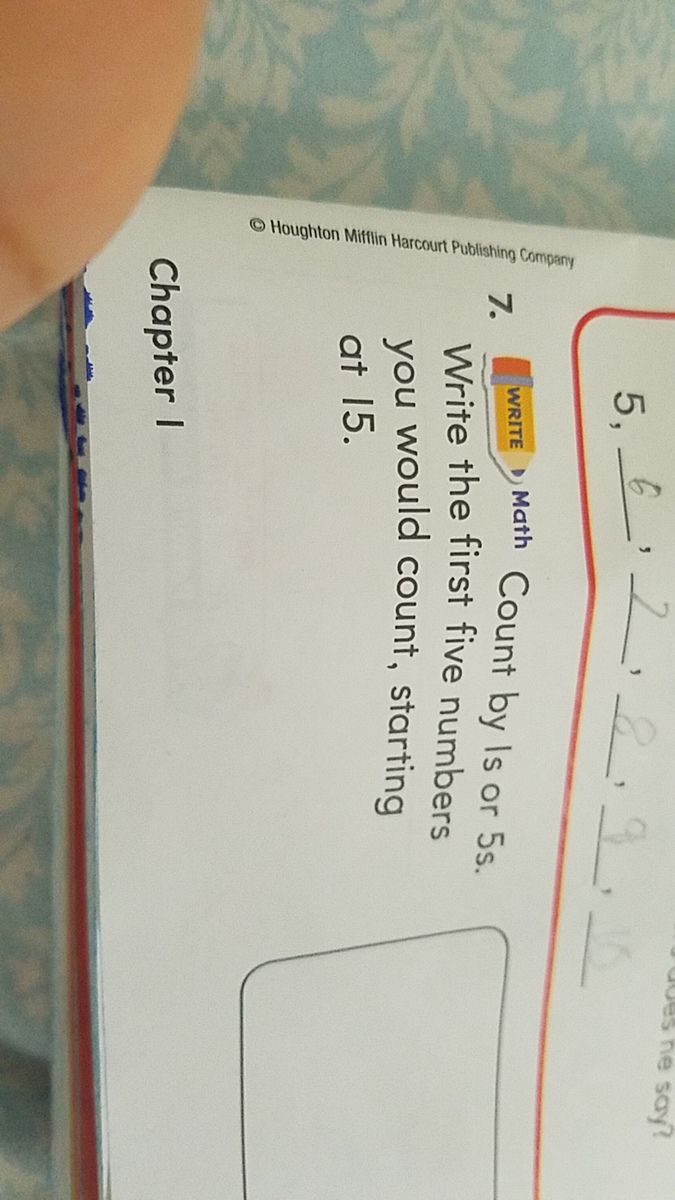 does he say?
5, 6, 7, 8, 9, 10
7. WRITE Math Count by 1s or 5s.
Write the first five numbers
you would count, starting
at 15.
© Houghton Mifflin Harcourt Publishing Company
Chapter 1